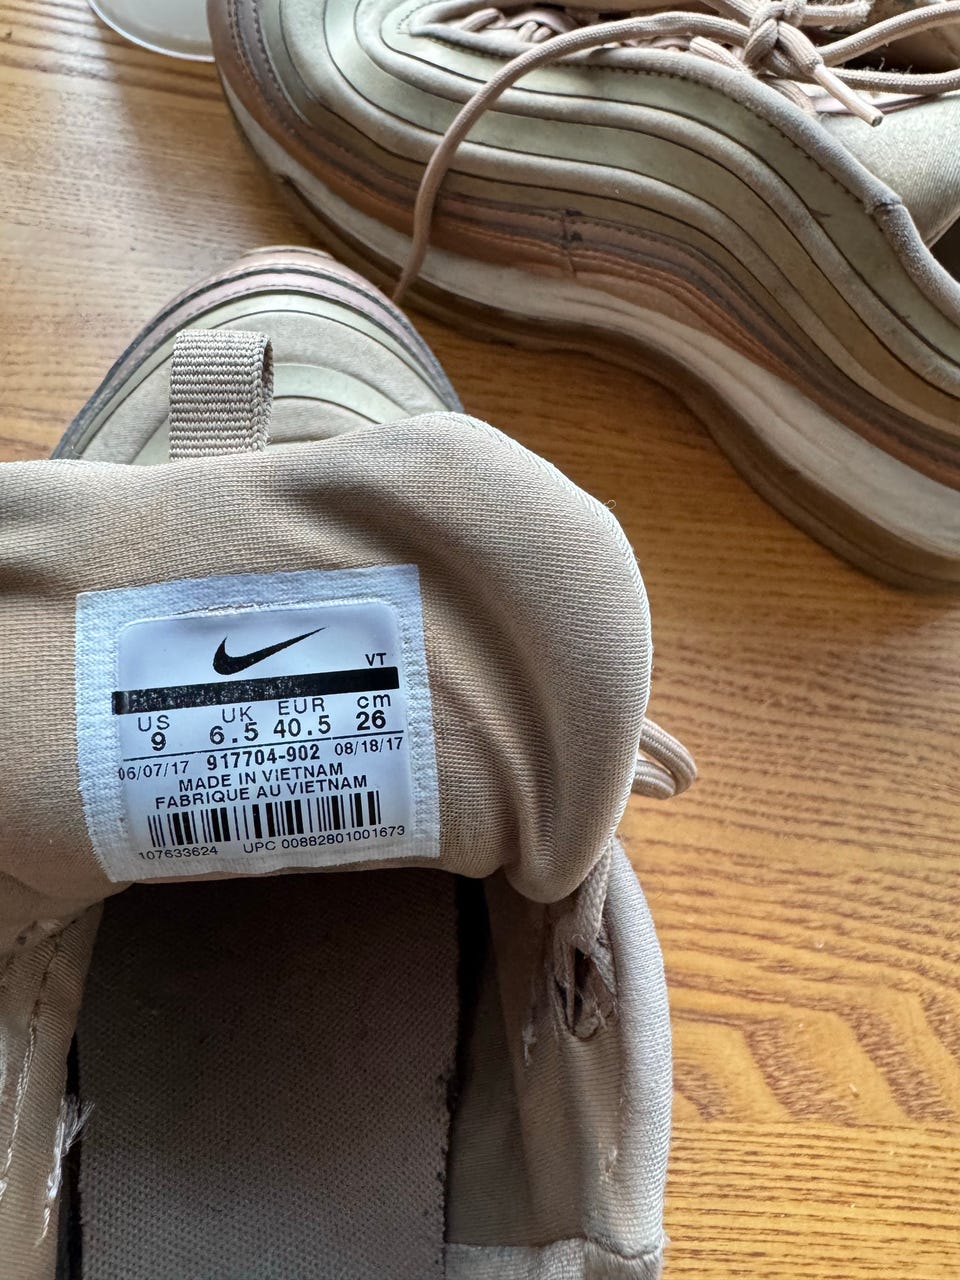 VT
US UK EUR cm
9 6.5 40.5 26
06/07/17 917704-902 08/18/17
MADE IN VIETNAM
FABRIQUE AU VIETNAM
107633624 UPC 00882801001673